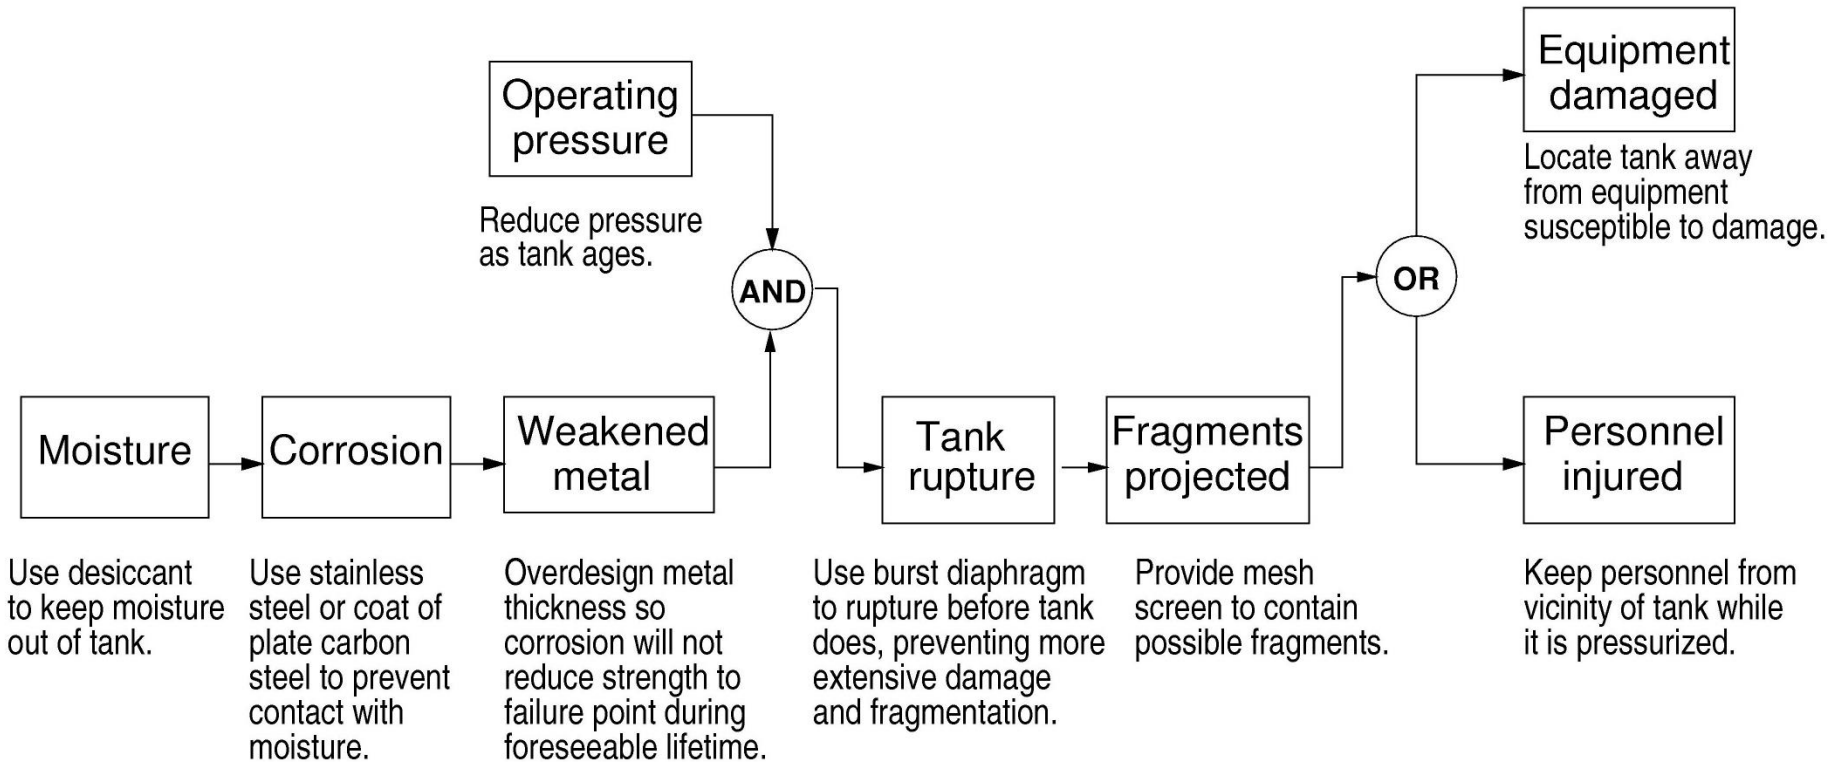 Equipment
damaged
Locate tank away
from equipment
susceptible to damage.
Operating
pressure
Reduce pressure
as tank ages.
AND
OR
Moisture
Use desiccant
to keep moisture
out of tank.
Corrosion
Use stainless
steel or coat of
plate carbon
steel to prevent
contact with
moisture.
Weakened
metal
Overdesign metal
thickness so
corrosion will not
reduce strength to
failure point during
foreseeable lifetime.
Tank
rupture
Use burst diaphragm
to rupture before tank
does, preventing more
extensive damage
and fragmentation.
Fragments
projected
Provide mesh
screen to contain
possible fragments.
Personnel
injured
Keep personnel from
vicinity of tank while
it is pressurized.